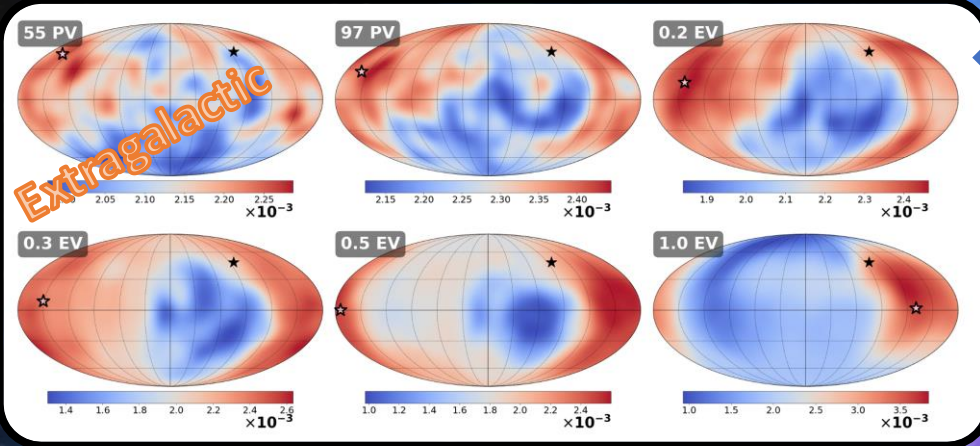 55 PV
97 PV
0.2 EV
Extragalactic
2.05 2.10 2.15 2.20 2.25
×10⁻³
2.15 2.20 2.25 2.30 2.35 2.40
×10⁻³
1.9 2.0 2.1 2.2 2.3 2.4
×10⁻³
0.3 EV
0.5 EV
1.0 EV
1.4 1.6 1.8 2.0 2.2 2.4 2.6
×10⁻³
1.0 1.2 1.4 1.6 1.8 2.0 2.2 2.4
×10⁻³
1.0 1.5 2.0 2.5 3.0 3.5
×10⁻³